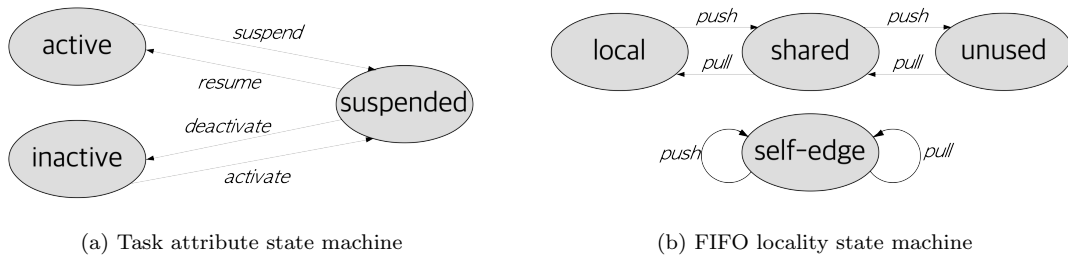 active
suspend
resume
suspended
deactivate
inactive
activate
(a) Task attribute state machine
local
push
pull
shared
push
pull
unused
push
self-edge
pull
(b) FIFO locality state machine